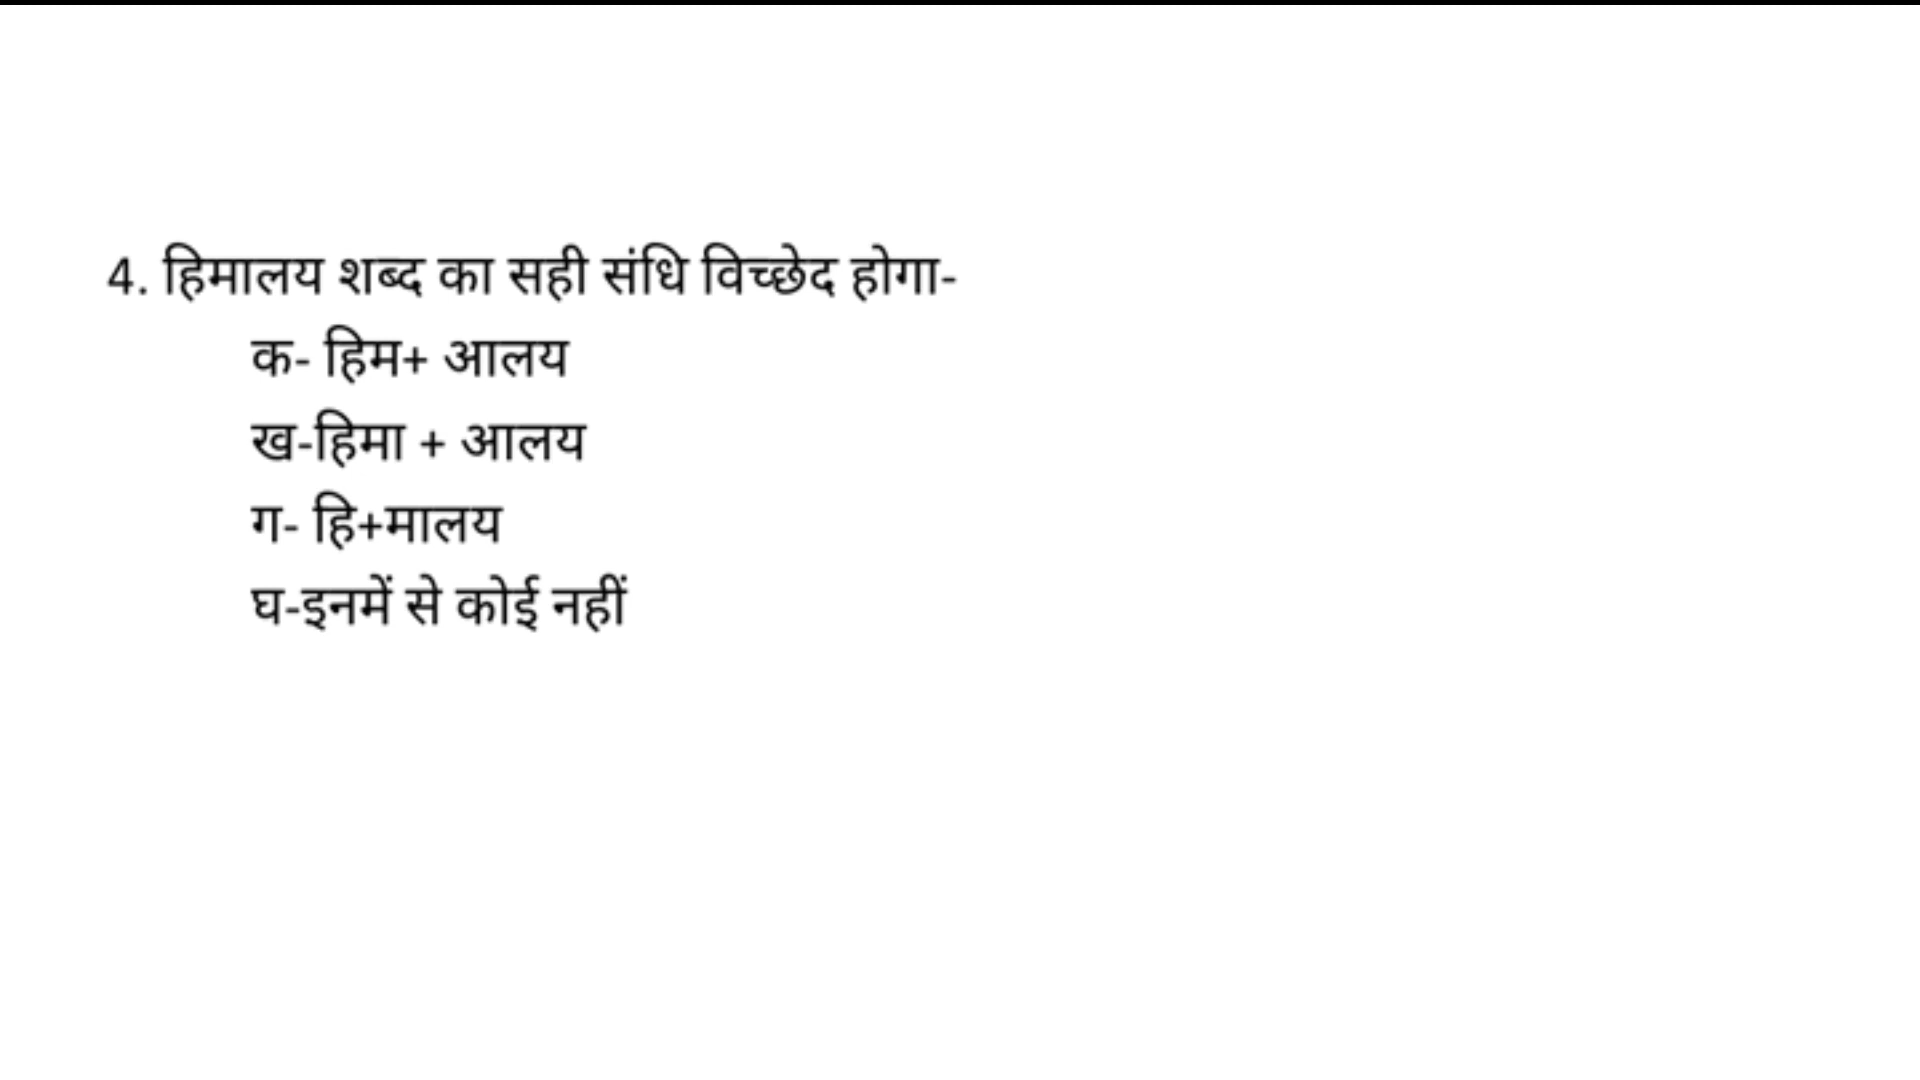 4. हिमालय शब्द का सही संधि विच्छेद होगा-
क- हिम+ आलय
ख-हिमा + आलय
ग- हि+मालय
घ-इनमें से कोई नहीं